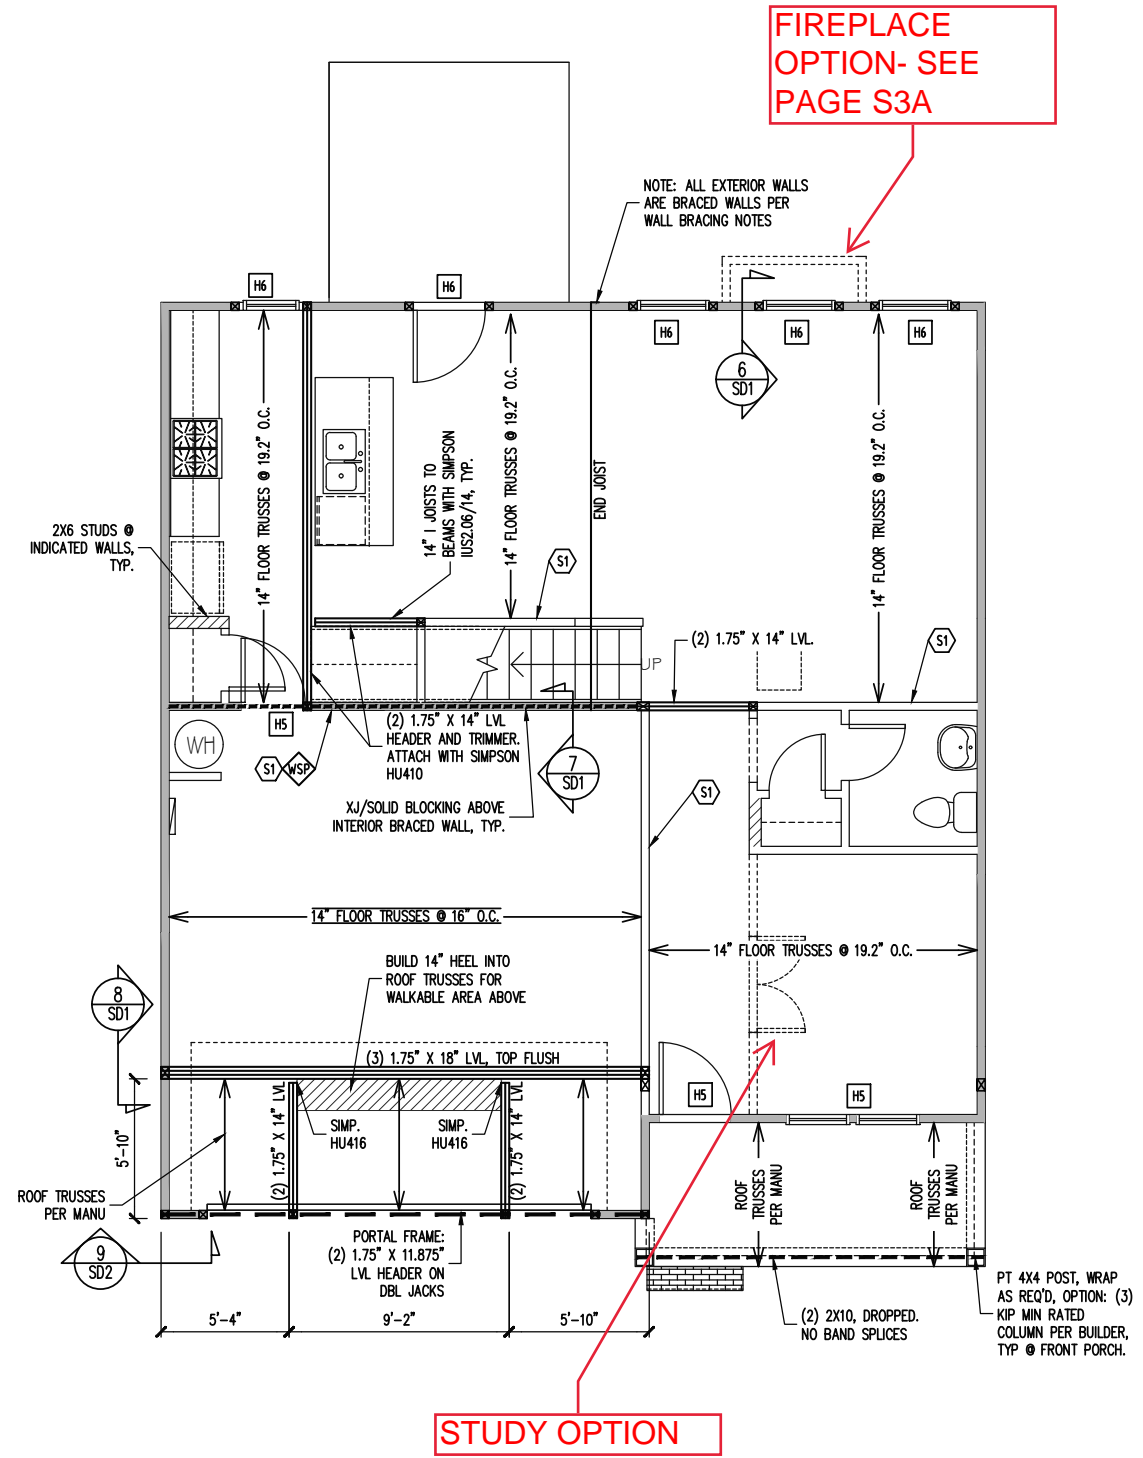 FIREPLACE
OPTION- SEE
PAGE S3A
NOTE: ALL EXTERIOR WALLS
ARE BRACED WALLS PER
WALL BRACING NOTES
H6
H6
H6
H6
H6
6
SD1
14" FLOOR TRUSSES @ 19.2" O.C.
14" I JOISTS TO
BEAMS WITH SIMPSON
IUS2.06/14, TYP.
14" FLOOR TRUSSES @ 19.2" O.C.
END JOIST
14" FLOOR TRUSSES @ 19.2" O.C.
2X6 STUDS @
INDICATED WALLS,
TYP.
S1
(2) 1.75" X 14" LVL.
S1
UP
H5
(2) 1.75" X 14" LVL
HEADER AND TRIMMER.
ATTACH WITH SIMPSON
HU410
WH
S1
WSP
7
SD1
S1
XJ/SOLID BLOCKING ABOVE
INTERIOR BRACED WALL, TYP.
14" FLOOR TRUSSES @ 16" O.C.
14" FLOOR TRUSSES @ 19.2" O.C.
BUILD 14" HEEL INTO
ROOF TRUSSES FOR
WALKABLE AREA ABOVE
8
SD1
(3) 1.75" X 18" LVL, TOP FLUSH
H5
H5
(2) 1.75" X 14" LVL
SIMP.
HU416
SIMP.
HU416
(2) 1.75" X 14" LVL
5'-10"
ROOF TRUSSES
PER MANU
ROOF
TRUSSES
PER MANU
ROOF
TRUSSES
PER MANU
9
SD2
PORTAL FRAME:
(2) 1.75" X 11.875"
LVL HEADER ON
DBL JACKS
PT 4X4 POST, WRAP
AS REQ'D, OPTION: (3)
KIP MIN RATED
COLUMN PER BUILDER,
TYP @ FRONT PORCH.
5'-4"
9'-2"
5'-10"
(2) 2X10, DROPPED.
NO BAND SPLICES
STUDY OPTION